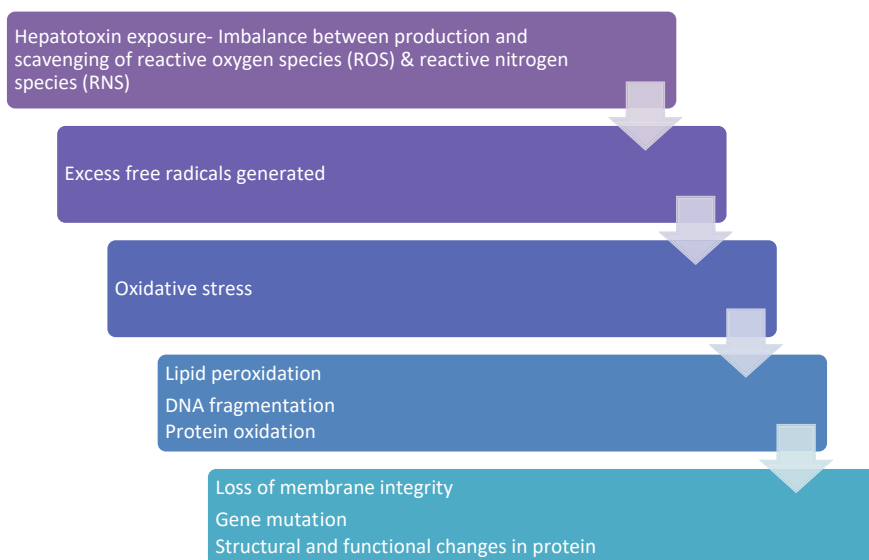 Hepatotoxin exposure- Imbalance between production and
scavenging of reactive oxygen species (ROS) & reactive nitrogen
species (RNS)
Excess free radicals generated
Oxidative stress
Lipid peroxidation
DNA fragmentation
Protein oxidation
Loss of membrane integrity
Gene mutation
Structural and functional changes in protein